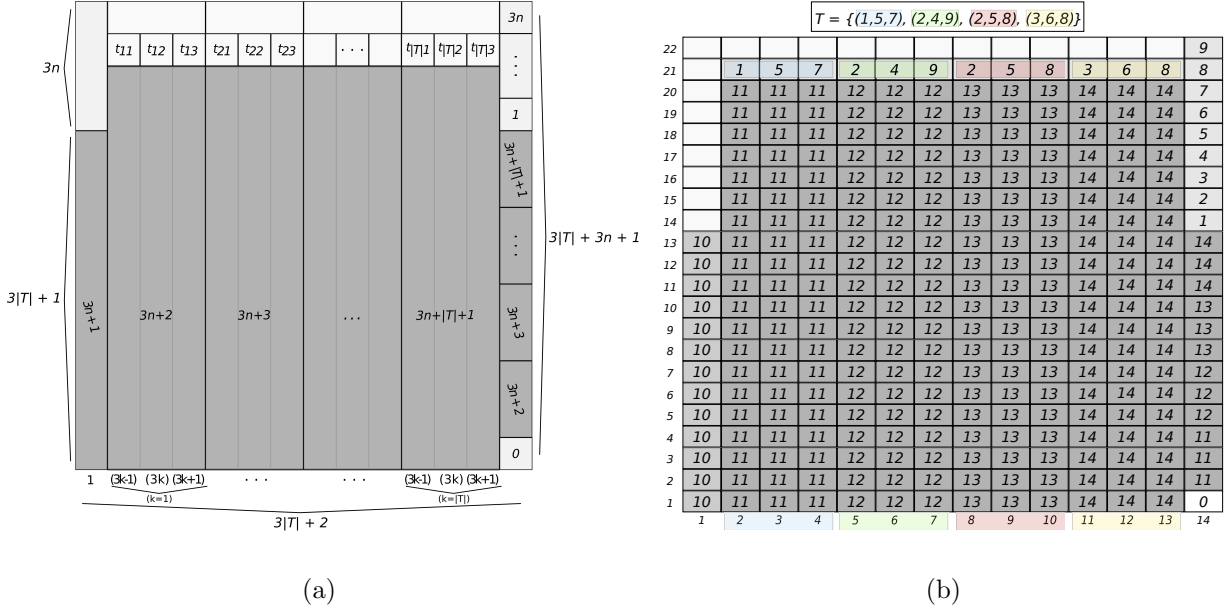 3n
t11 t12 t13 t21 t22 t23 · · · t|T|1 t|T|2 t|T|3
3n
· · ·
1
3n+|T|+1
· · ·
3|T| + 3n + 1
3|T| + 1
3n+1 3n+2 3n+3 ... 3n+|T|+1 3n+3
3n+2
0
1 (3k-1) (3k) (3k+1) · · · · · · (3k-1) (3k) (3k+1)
(k=1) (k=|T|)
3|T| + 2
(a)
T = {(1,5,7), (2,4,9), (2,5,8), (3,6,8)}
22 9
21 1 5 7 2 4 9 2 5 8 3 6 8 8
20 11 11 11 12 12 12 13 13 13 14 14 14 7
19 11 11 11 12 12 12 13 13 13 14 14 14 6
18 11 11 11 12 12 12 13 13 13 14 14 14 5
17 11 11 11 12 12 12 13 13 13 14 14 14 4
16 11 11 11 12 12 12 13 13 13 14 14 14 3
15 11 11 11 12 12 12 13 13 13 14 14 14 2
14 11 11 11 12 12 12 13 13 13 14 14 14 1
13 10 11 11 11 12 12 12 13 13 13 14 14 14 14
12 10 11 11 11 12 12 12 13 13 13 14 14 14 14
11 10 11 11 11 12 12 12 13 13 13 14 14 14 14
10 10 11 11 11 12 12 12 13 13 13 14 14 14 13
9 10 11 11 11 12 12 12 13 13 13 14 14 14 13
8 10 11 11 11 12 12 12 13 13 13 14 14 14 13
7 10 11 11 11 12 12 12 13 13 13 14 14 14 12
6 10 11 11 11 12 12 12 13 13 13 14 14 14 12
5 10 11 11 11 12 12 12 13 13 13 14 14 14 12
4 10 11 11 11 12 12 12 13 13 13 14 14 14 11
3 10 11 11 11 12 12 12 13 13 13 14 14 14 11
2 10 11 11 11 12 12 12 13 13 13 14 14 14 11
1 10 11 11 11 12 12 12 13 13 13 14 14 14 0
1 2 3 4 5 6 7 8 9 10 11 12 13 14
(b)